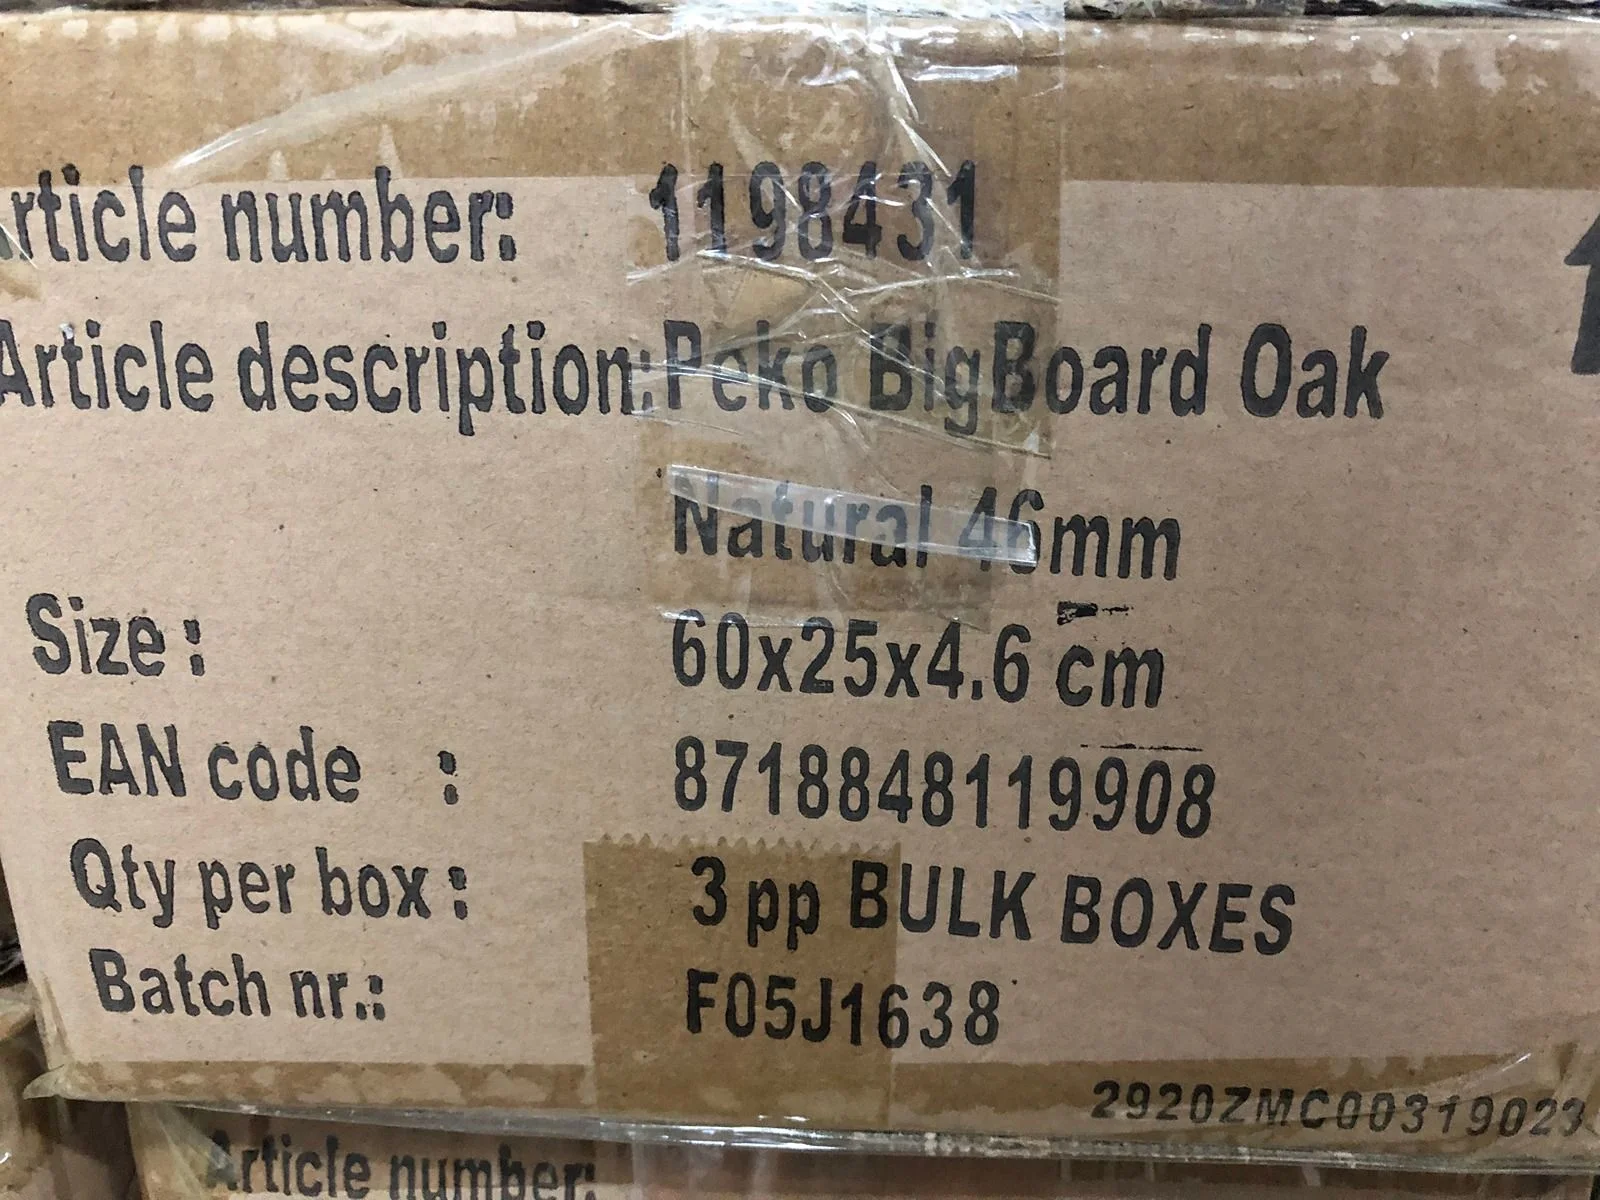 Article number: 1198431
Article description: Peko BigBoard Oak
Natural 46mm
Size : 60x25x4.6 cm
EAN code : 8718848119908
Qty per box : 3 pp BULK BOXES
Batch nr.: F05J1638
2920ZMC00319023
Article number: